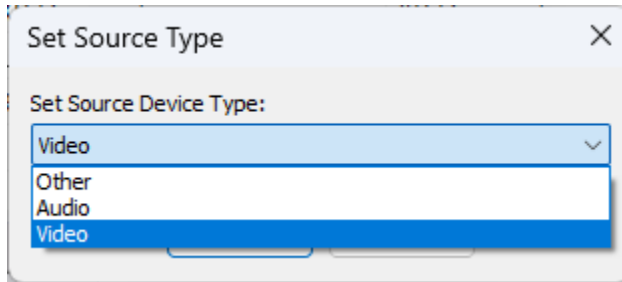 Set Source Type
Set Source Device Type:
Video
Other
Audio
Video